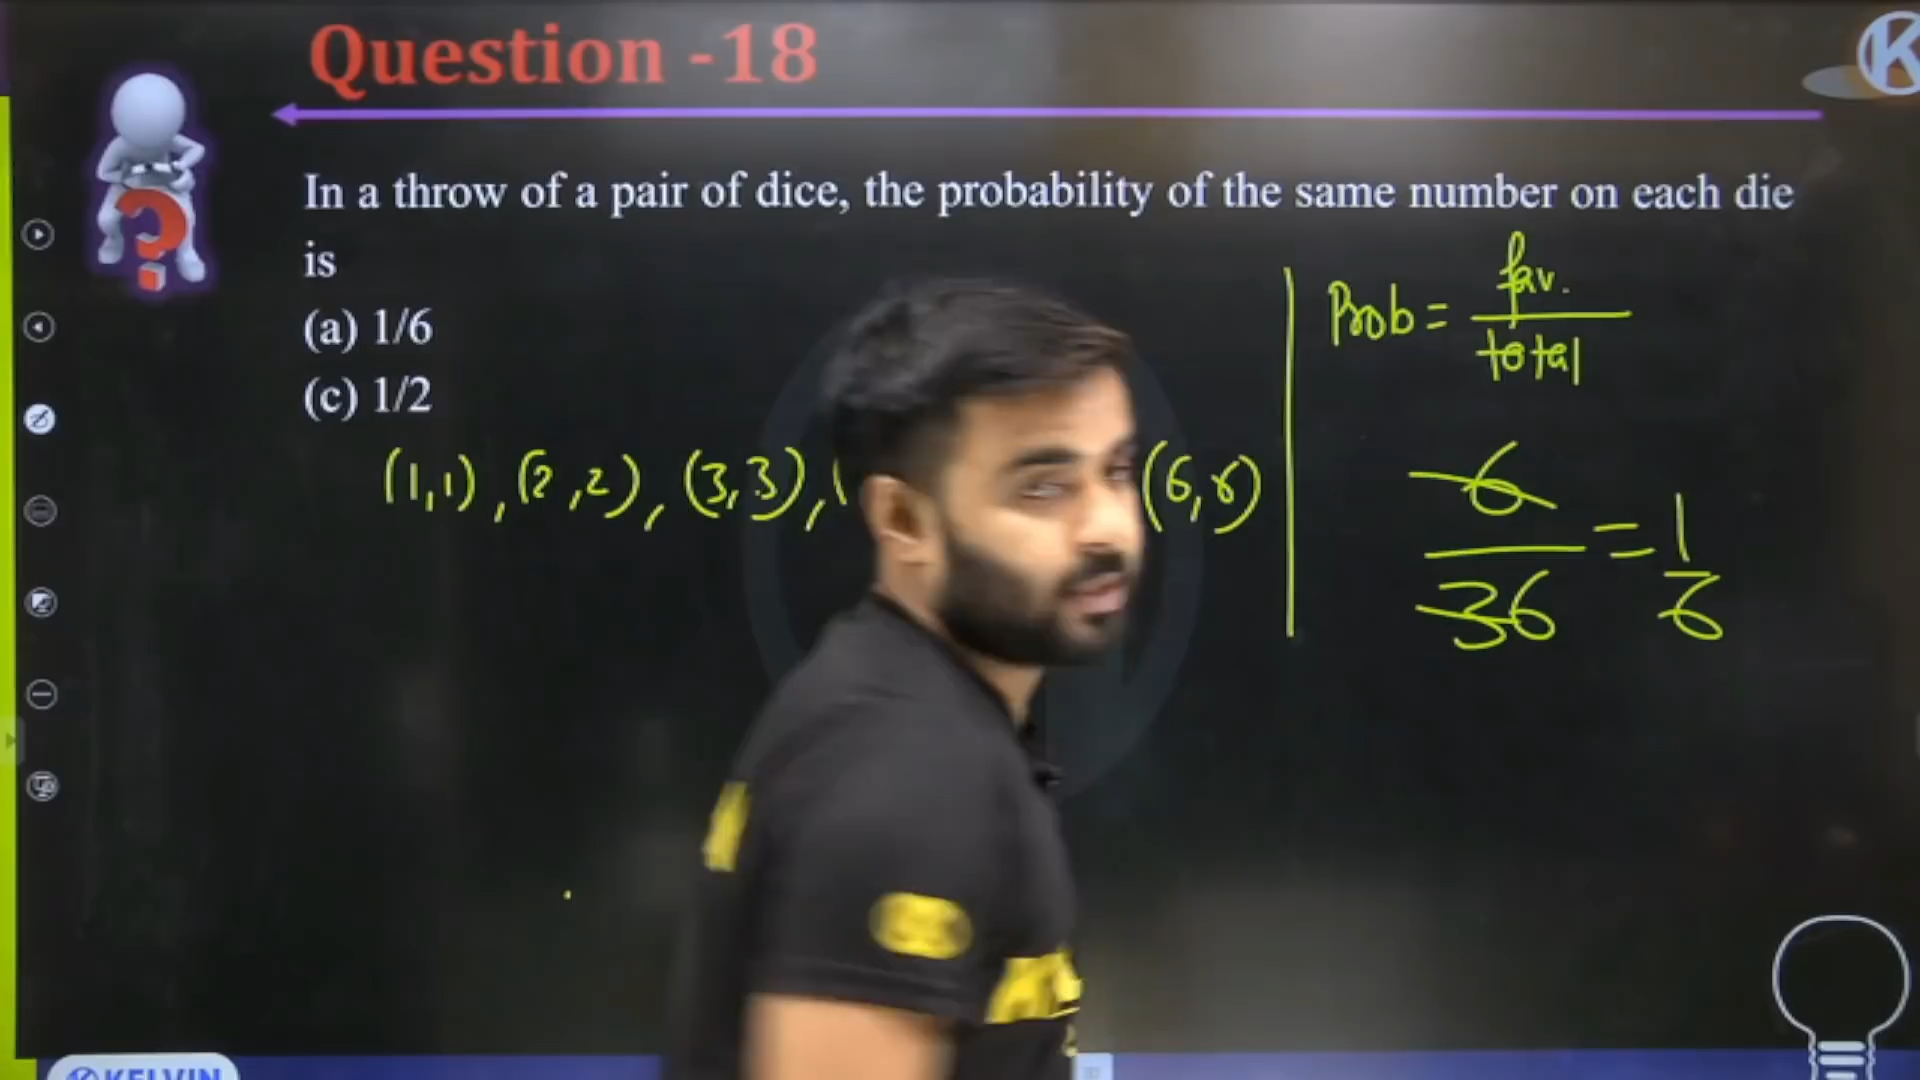 Question -18
K
In a throw of a pair of dice, the probability of the same number on each die
is
(a) 1/6
(c) 1/2
Prob = fav. / total
(1,1), (2,2), (3,3), ( (6,6)
6/36 = 1/6
KELVIN